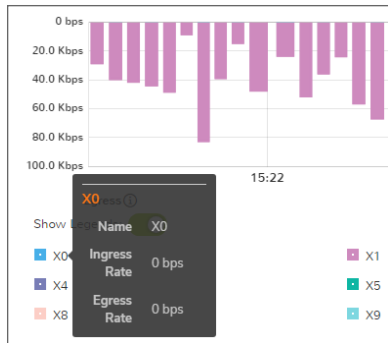 0 bps
20.0 Kbps
40.0 Kbps
60.0 Kbps
80.0 Kbps
100.0 Kbps
15:22
X0
Show
Name X0
X0 X1
Ingress Rate 0 bps
X4 X5
Egress Rate 0 bps
X8 X9